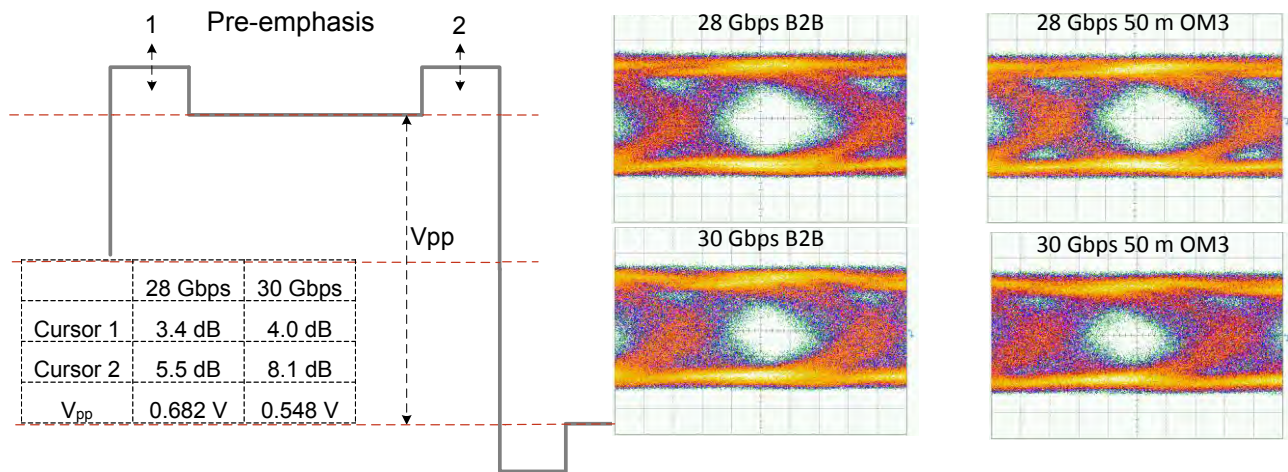 Pre-emphasis
1
2
Vpp
28 Gbps 30 Gbps
Cursor 1 3.4 dB 4.0 dB
Cursor 2 5.5 dB 8.1 dB
Vpp 0.682 V 0.548 V
28 Gbps B2B
28 Gbps 50 m OM3
30 Gbps B2B
30 Gbps 50 m OM3